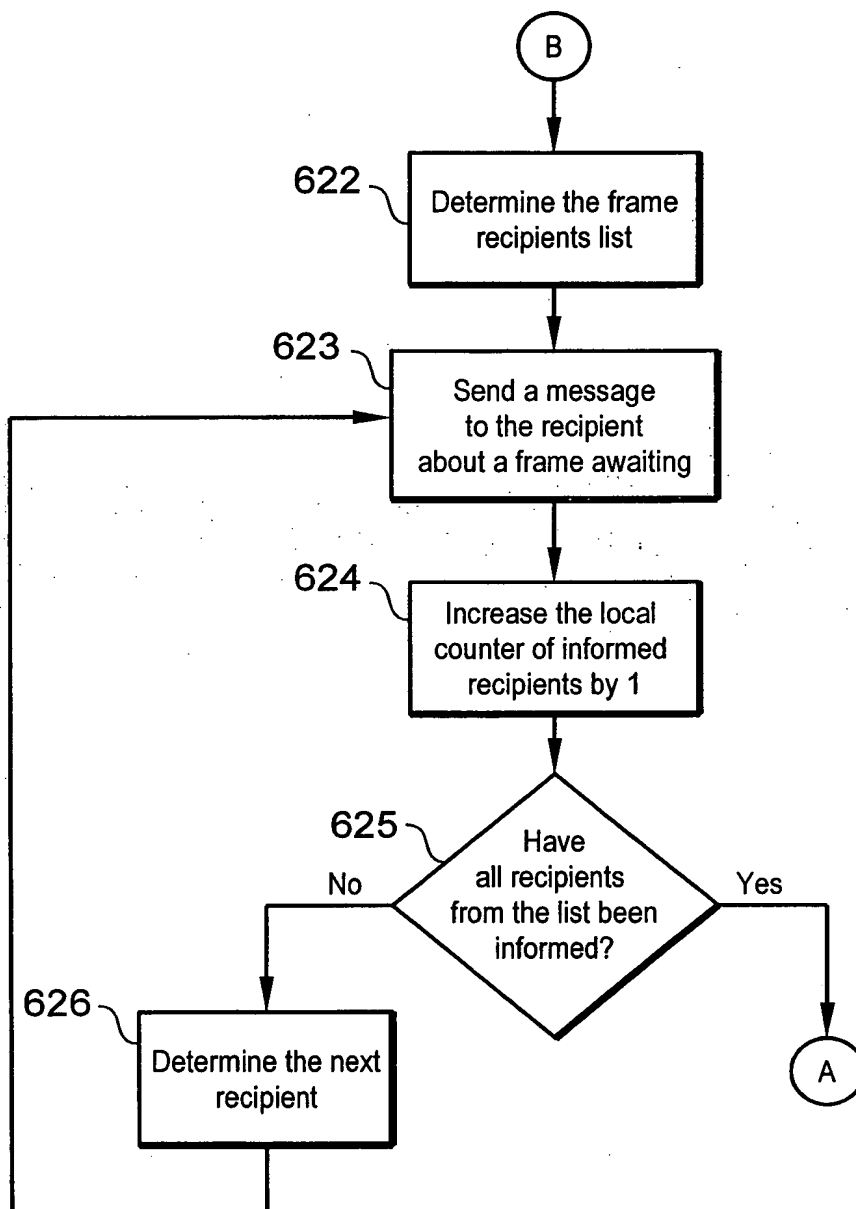 B
622
Determine the frame
recipients list
623
Send a message
to the recipient
about a frame awaiting
624
Increase the local
counter of informed
recipients by 1
625
Have
all recipients
from the list been
informed?
No
Yes
626
Determine the next
recipient
A